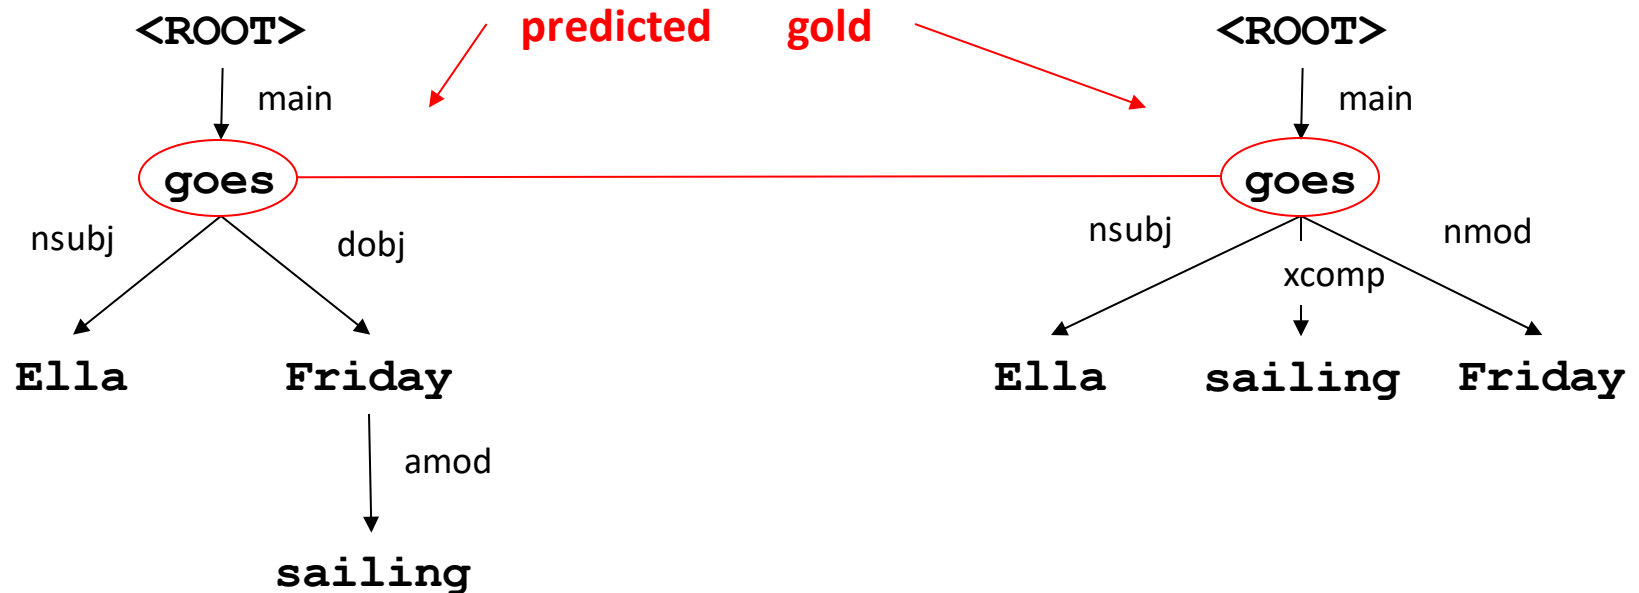 <ROOT> predicted gold <ROOT>
main main
goes goes
nsubj dobj nsubj nmod
xcomp
Ella Friday Ella sailing Friday
amod
sailing